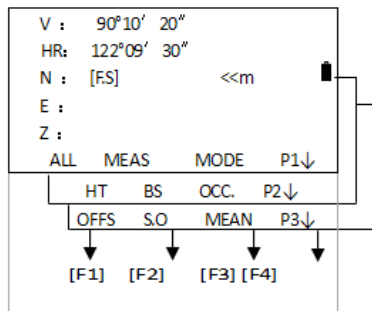 V : 90°10′ 20″
HR: 122°09′ 30″
N : [F.S] <<m
E :
Z :
ALL MEAS MODE P1↓
HT BS OCC. P2↓
OFFS S.O MEAN P3↓
[F1] [F2] [F3] [F4]